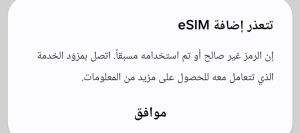 تتعذر إضافة eSIM
إن الرمز غير صالح أو تم استخدامه مسبقاً. اتصل بمزوّد الخدمة
الذي تتعامل معه للحصول على مزيد من المعلومات.
موافق